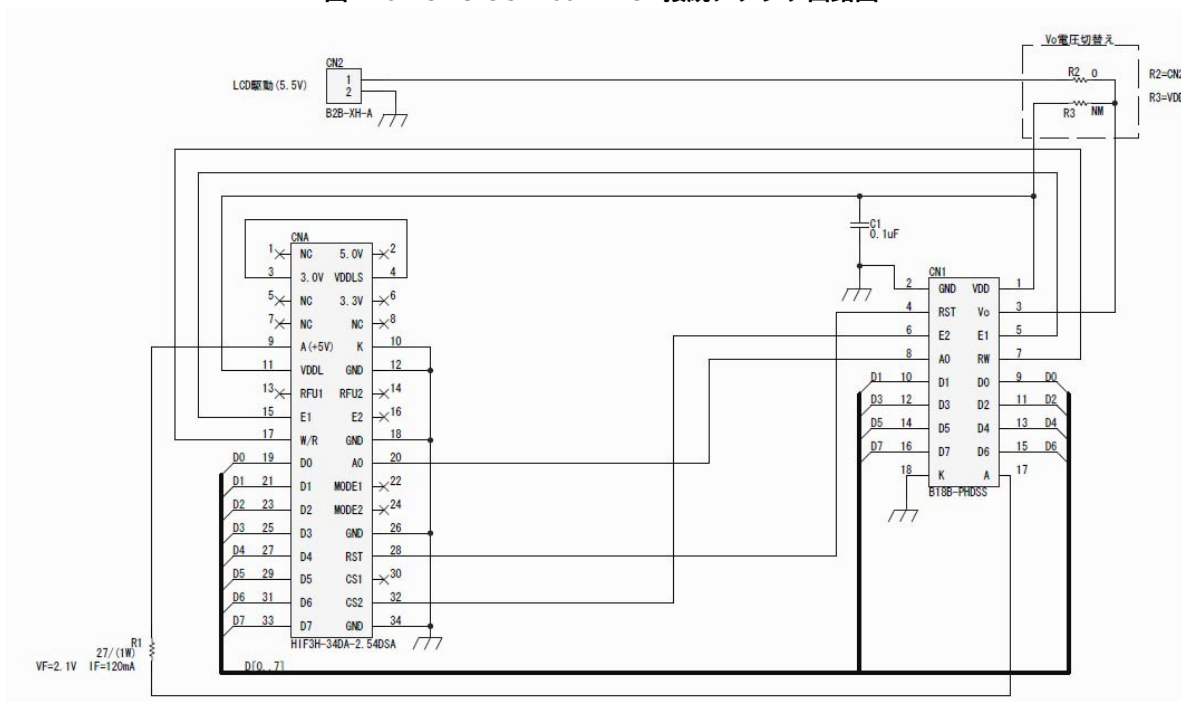 Vo電圧切替え
R2 0
R2=CN2
R3 NM
R3=VDD
CN2
LCD駆動(5.5V)
1
2
B2B-XH-A
C1
0.1uF
CNA
1 NC 5.0V 2
3 3.0V VDDLS 4
5 NC 3.3V 6
7 NC NC 8
9 A(+5V) K 10
11 VDDL GND 12
13 RFU1 RFU2 14
15 E1 E2 16
17 W/R GND 18
D0 19 D0 A0 20
D1 21 D1 MODE1 22
D2 23 D2 MODE2 24
D3 25 D3 GND 26
D4 27 D4 RST 28
D5 29 D5 CS1 30
D6 31 D6 CS2 32
D7 33 D7 GND 34
HIF3H-34DA-2.54DSA
CN1
2 GND VDD 1
4 RST Vo 3
6 E2 E1 5
8 A0 RW 7
D1 10 D1 D0 9 D0
D3 12 D3 D2 11 D2
D5 14 D5 D4 13 D4
D7 16 D7 D6 15 D6
18 K A 17
B18B-PHDSS
R1
27/(1W)
VF=2.1V IF=120mA
D[0..7]